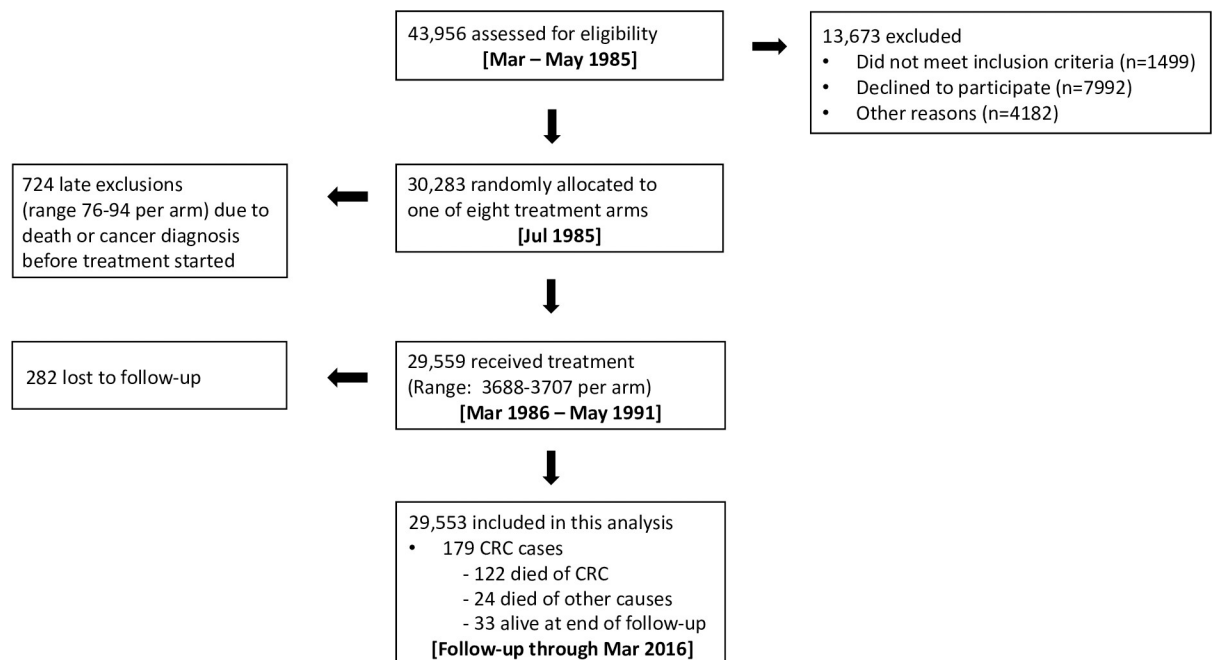 43,956 assessed for eligibility
[Mar – May 1985]
13,673 excluded
• Did not meet inclusion criteria (n=1499)
• Declined to participate (n=7992)
• Other reasons (n=4182)
724 late exclusions
(range 76-94 per arm) due to
death or cancer diagnosis
before treatment started
30,283 randomly allocated to
one of eight treatment arms
[Jul 1985]
282 lost to follow-up
29,559 received treatment
(Range: 3688-3707 per arm)
[Mar 1986 – May 1991]
29,553 included in this analysis
• 179 CRC cases
- 122 died of CRC
- 24 died of other causes
- 33 alive at end of follow-up
[Follow-up through Mar 2016]